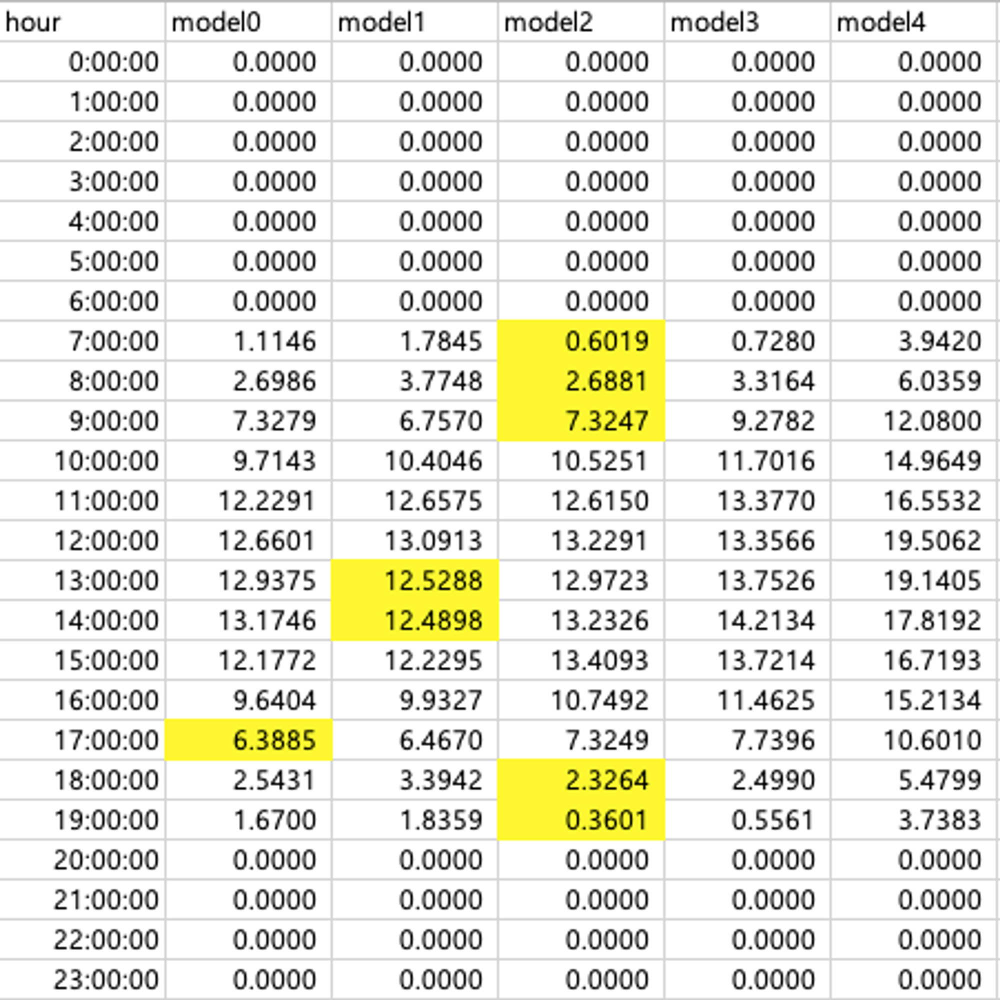 hour model0 model1 model2 model3 model4
0:00:00 0.0000 0.0000 0.0000 0.0000 0.0000
1:00:00 0.0000 0.0000 0.0000 0.0000 0.0000
2:00:00 0.0000 0.0000 0.0000 0.0000 0.0000
3:00:00 0.0000 0.0000 0.0000 0.0000 0.0000
4:00:00 0.0000 0.0000 0.0000 0.0000 0.0000
5:00:00 0.0000 0.0000 0.0000 0.0000 0.0000
6:00:00 0.0000 0.0000 0.0000 0.0000 0.0000
7:00:00 1.1146 1.7845 0.6019 0.7280 3.9420
8:00:00 2.6986 3.7748 2.6881 3.3164 6.0359
9:00:00 7.3279 6.7570 7.3247 9.2782 12.0800
10:00:00 9.7143 10.4046 10.5251 11.7016 14.9649
11:00:00 12.2291 12.6575 12.6150 13.3770 16.5532
12:00:00 12.6601 13.0913 13.2291 13.3566 19.5062
13:00:00 12.9375 12.5288 12.9723 13.7526 19.1405
14:00:00 13.1746 12.4898 13.2326 14.2134 17.8192
15:00:00 12.1772 12.2295 13.4093 13.7214 16.7193
16:00:00 9.6404 9.9327 10.7492 11.4625 15.2134
17:00:00 6.3885 6.4670 7.3249 7.7396 10.6010
18:00:00 2.5431 3.3942 2.3264 2.4990 5.4799
19:00:00 1.6700 1.8359 0.3601 0.5561 3.7383
20:00:00 0.0000 0.0000 0.0000 0.0000 0.0000
21:00:00 0.0000 0.0000 0.0000 0.0000 0.0000
22:00:00 0.0000 0.0000 0.0000 0.0000 0.0000
23:00:00 0.0000 0.0000 0.0000 0.0000 0.0000